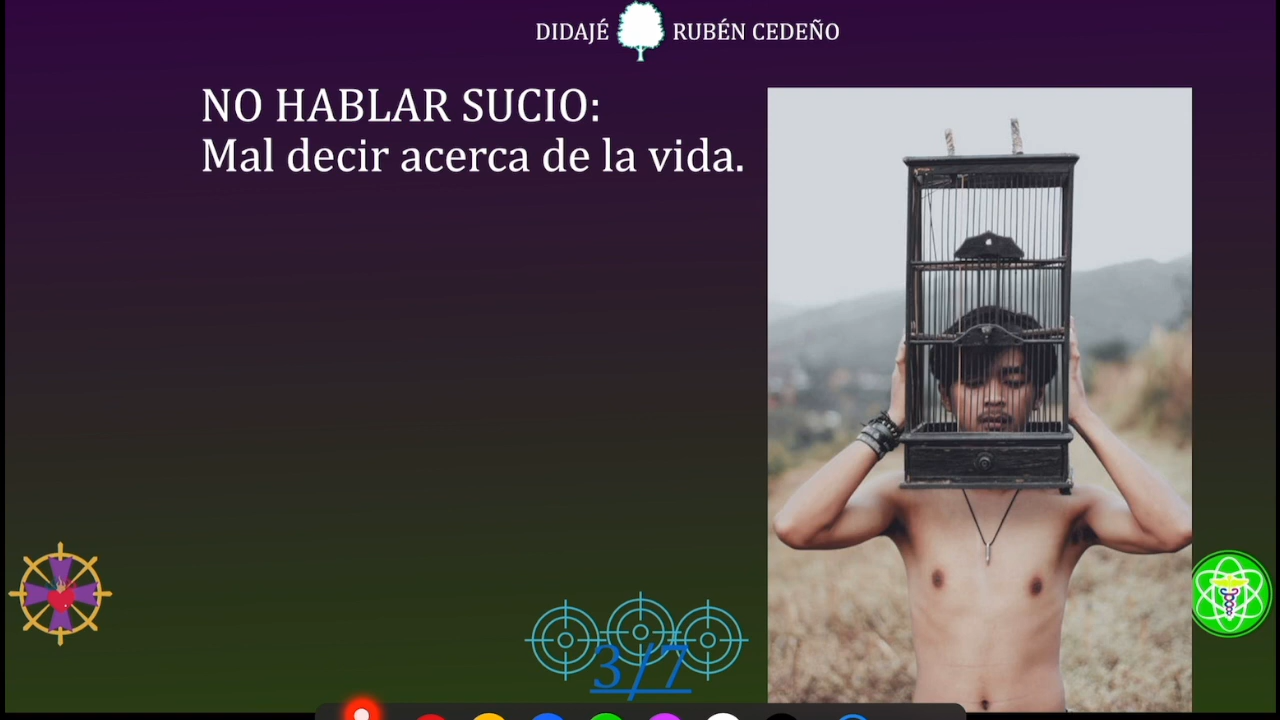 DIDAJÉ RUBÉN CEDEÑO
NO HABLAR SUCIO:
Mal decir acerca de la vida.
3/7